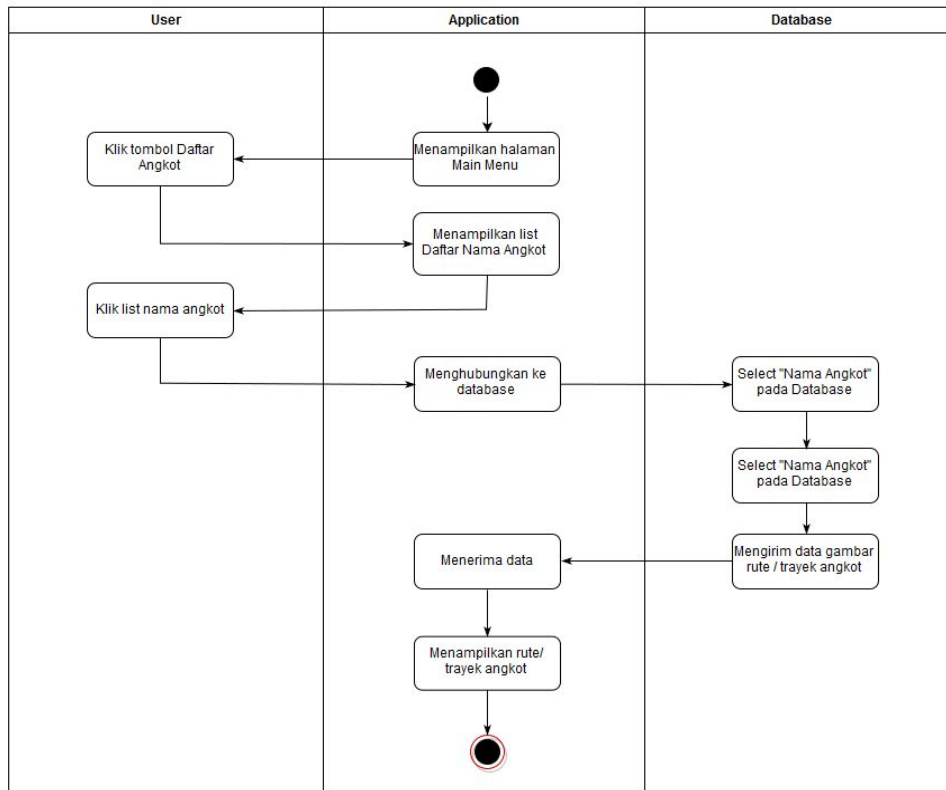 User
Application
Database
Klik tombol Daftar
Angkot
Menampilkan halaman
Main Menu
Menampilkan list
Daftar Nama Angkot
Klik list nama angkot
Menghubungkan ke
database
Select "Nama Angkot"
pada Database
Select "Nama Angkot"
pada Database
Mengirim data gambar
rute / trayek angkot
Menerima data
Menampilkan rute/
trayek angkot